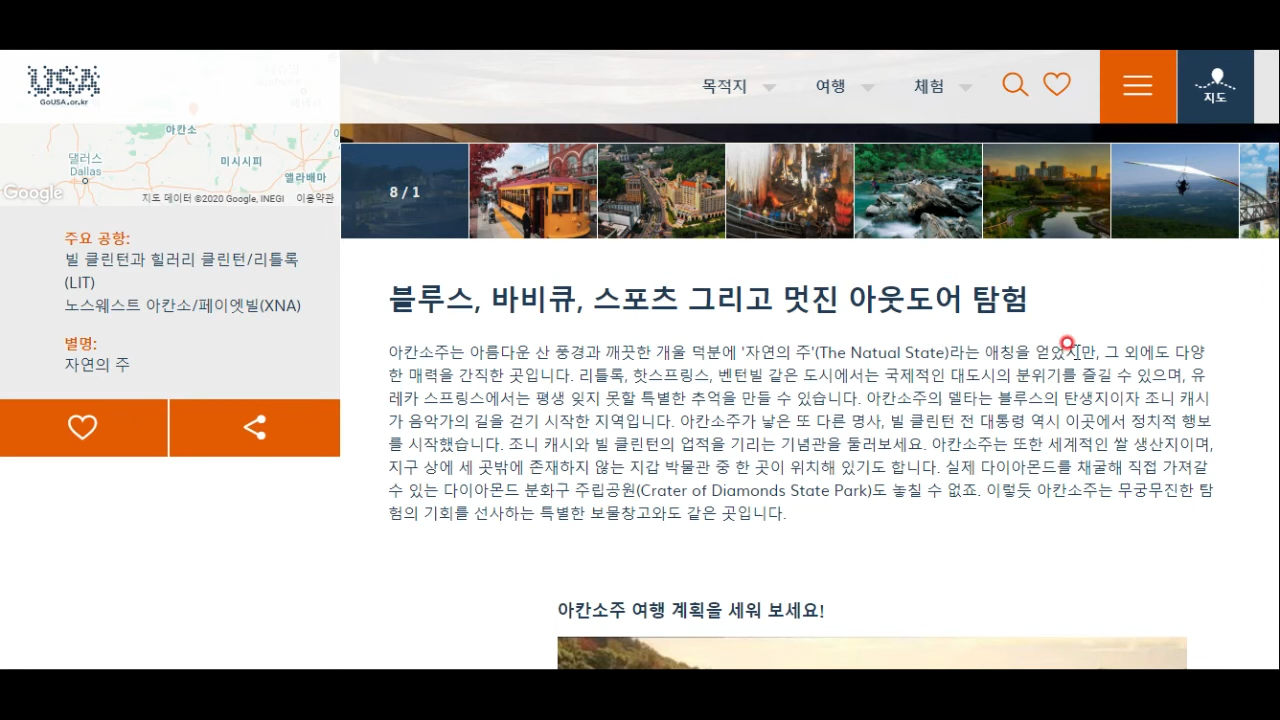 USA
GoUSA.or.kr
목적지
여행
체험
지도
아칸소
댈러스
Dallas
미시시피
앨라배마
Google
지도 데이터 ©2020 Google, INEGI 이용약관
8 / 1
주요 공항:
빌 클린턴과 힐러리 클린턴/리틀록
(LIT)
노스웨스트 아칸소/페이엣빌(XNA)
별명:
자연의 주
블루스, 바비큐, 스포츠 그리고 멋진 아웃도어 탐험
아칸소주는 아름다운 산 풍경과 깨끗한 개울 덕분에 '자연의 주'(The Natual State)라는 애칭을 얻었지만, 그 외에도 다양
한 매력을 간직한 곳입니다. 리틀록, 핫스프링스, 벤턴빌 같은 도시에서는 국제적인 대도시의 분위기를 즐길 수 있으며, 유
레카 스프링스에서는 평생 잊지 못할 특별한 추억을 만들 수 있습니다. 아칸소주의 델타는 블루스의 탄생지이자 조니 캐시
가 음악가의 길을 걷기 시작한 지역입니다. 아칸소주가 낳은 또 다른 명사, 빌 클린턴 전 대통령 역시 이곳에서 정치적 행보
를 시작했습니다. 조니 캐시와 빌 클린턴의 업적을 기리는 기념관을 둘러보세요. 아칸소주는 또한 세계적인 쌀 생산지이며,
지구 상에 세 곳밖에 존재하지 않는 지갑 박물관 중 한 곳이 위치해 있기도 합니다. 실제 다이아몬드를 채굴해 직접 가져갈
수 있는 다이아몬드 분화구 주립공원(Crater of Diamonds State Park)도 놓칠 수 없죠. 이렇듯 아칸소주는 무궁무진한 탐
험의 기회를 선사하는 특별한 보물창고와도 같은 곳입니다.
아칸소주 여행 계획을 세워 보세요!